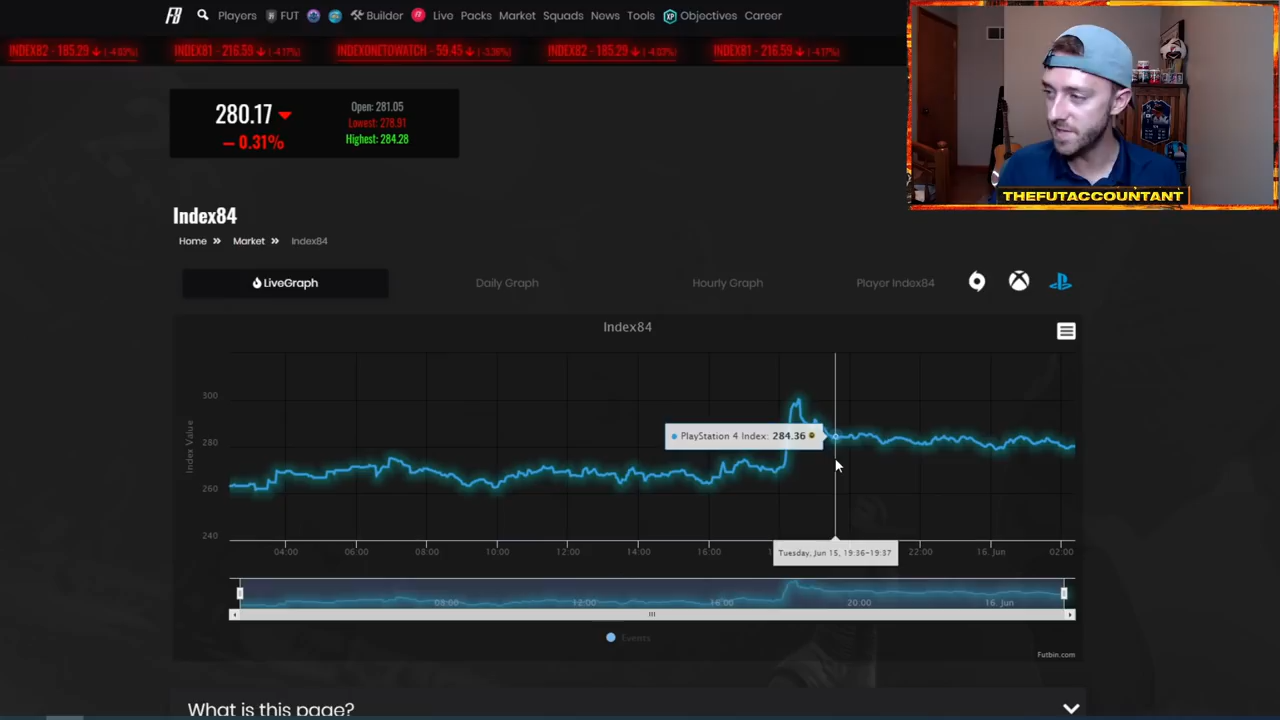 Players FUT Builder Live Packs Market Squads News Tools XP Objectives Career
INDEX82 - 185.29 (-4.03%) INDEX81 - 216.59 (-4.17%) INDEXONETOWATCH - 59.45 (-3.36%) INDEX82 - 185.29 (-4.03%) INDEX81 - 216.59 (-4.17%)
280.17
– 0.31%
Open: 281.05
Lowest: 278.91
Highest: 284.28
THEFUTACCOUNTANT
Index84
Home » Market » Index84
LiveGraph Daily Graph Hourly Graph Player Index84
Index84
Index Value
300
280
260
240
PlayStation 4 Index: 284.36
04:00 06:00 08:00 10:00 12:00 14:00 16:00 22:00 16. Jun 02:00
Tuesday, Jun 15, 19:36-19:37
08:00 12:00 16:00 20:00 16. Jun
Events
Futbin.com
What is this page?